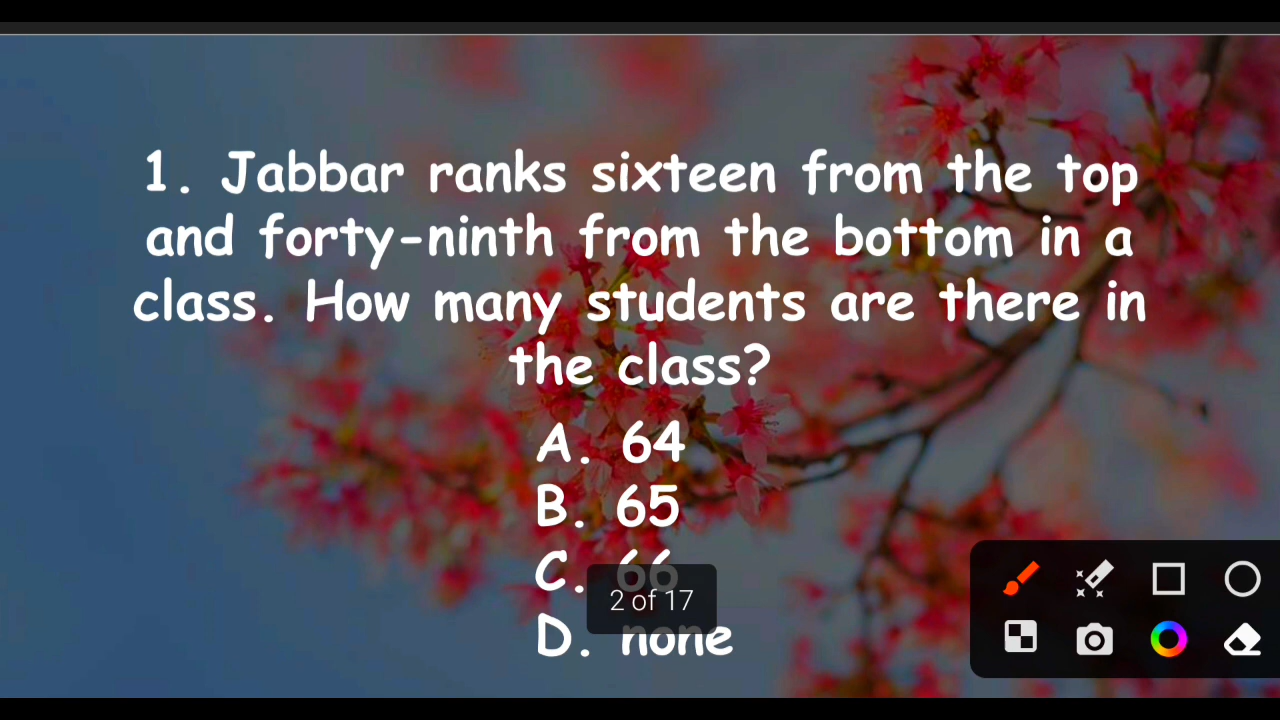 1. Jabbar ranks sixteen from the top
and forty-ninth from the bottom in a
class. How many students are there in
the class?
A. 64
B. 65
C. 66
2 of 17
D. none